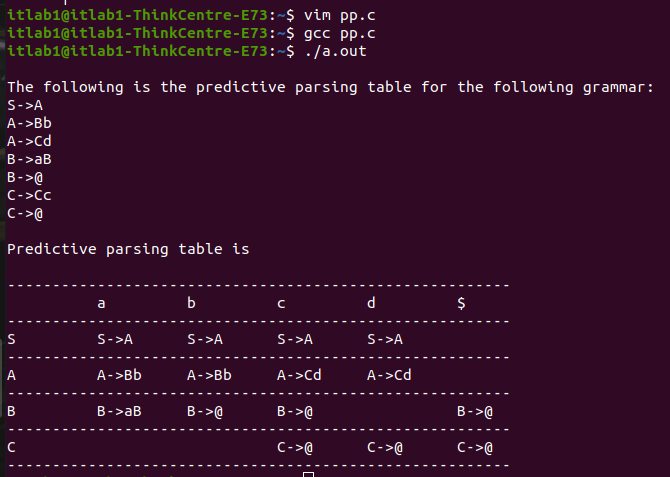 itlab1@itlab1-ThinkCentre-E73:~$ vim pp.c
itlab1@itlab1-ThinkCentre-E73:~$ gcc pp.c
itlab1@itlab1-ThinkCentre-E73:~$ ./a.out
The following is the predictive parsing table for the following grammar:
S->A
A->Bb
A->Cd
B->aB
B->@
C->Cc
C->@
Predictive parsing table is
--------------------------------------------------------
a b c d $
--------------------------------------------------------
S S->A S->A S->A S->A
--------------------------------------------------------
A A->Bb A->Bb A->Cd A->Cd
--------------------------------------------------------
B B->aB B->@ B->@ B->@
--------------------------------------------------------
C C->@ C->@ C->@
--------------------------------------------------------